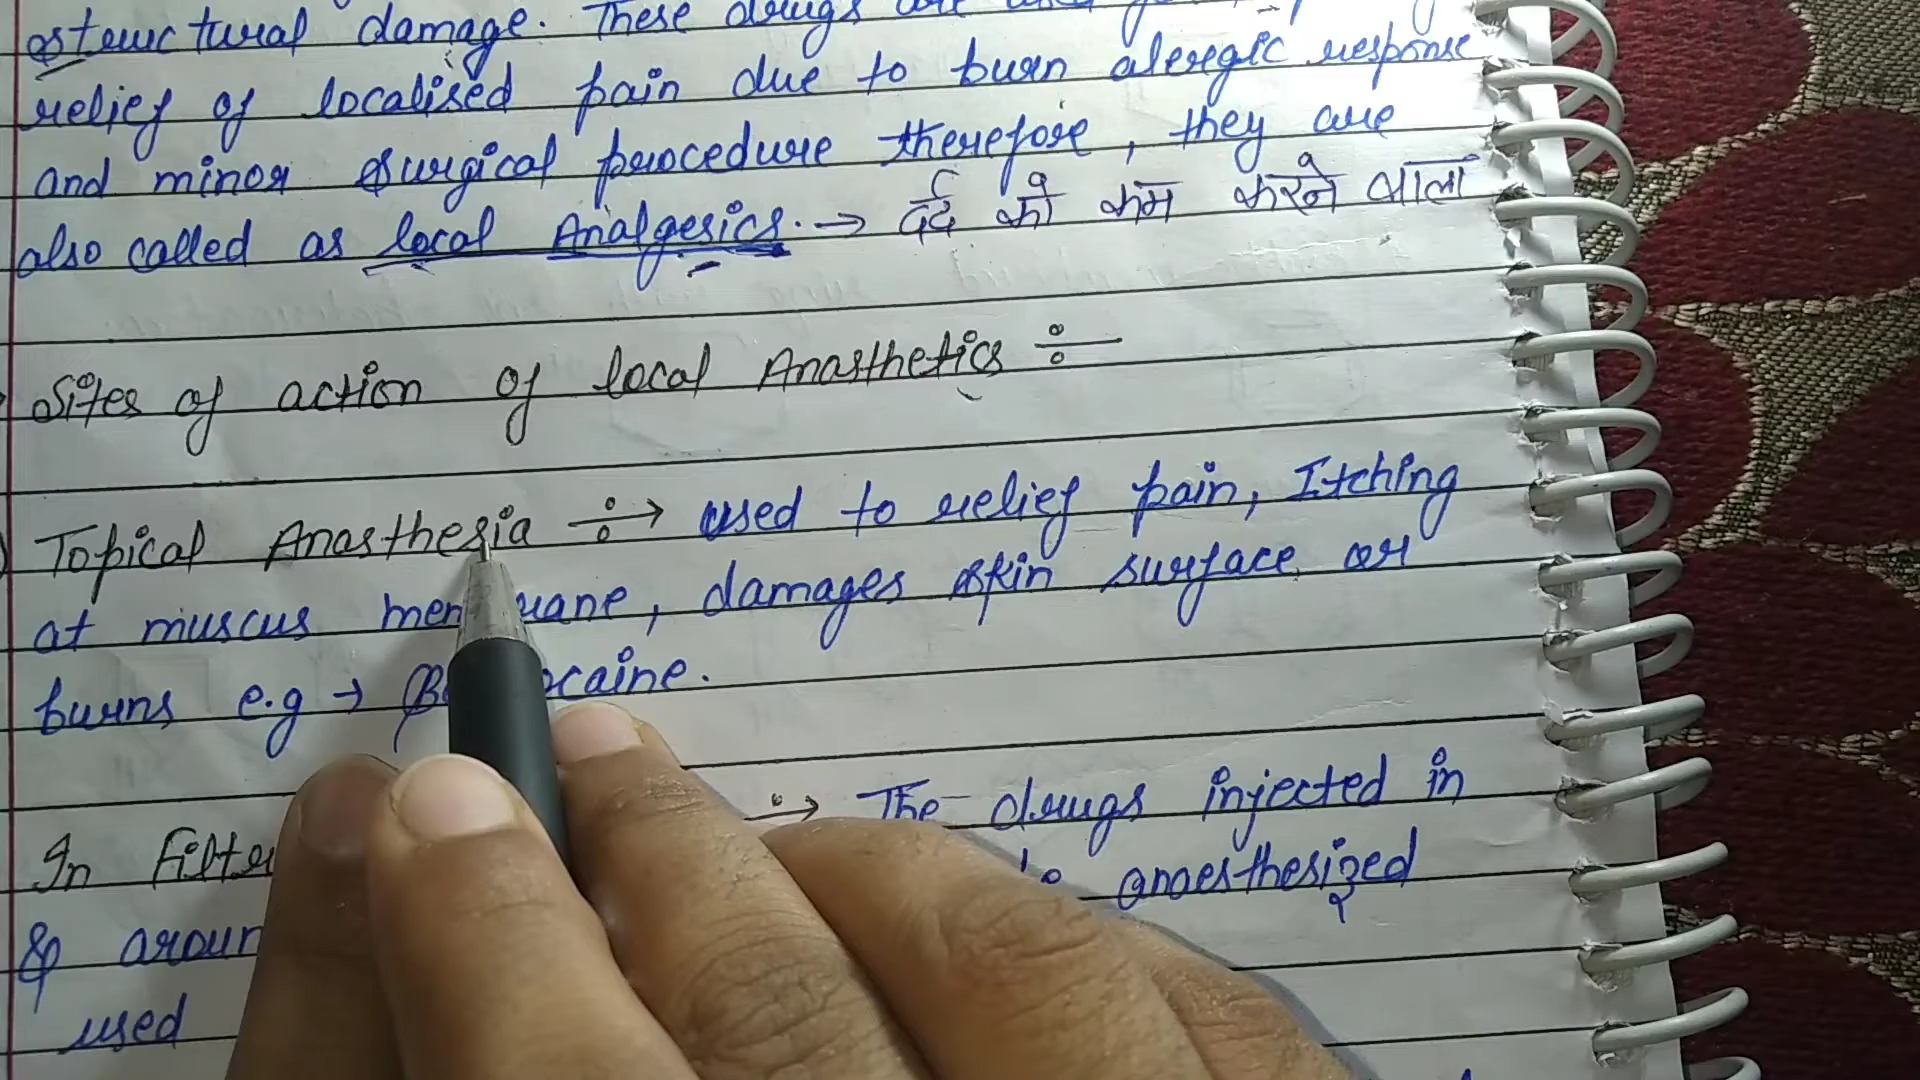 structural damage. These drugs are used
relief of localised pain due to burn alergic response
and minor surgical procedure therefore, they are
also called as local Analgesics. → दर्द को कम करने वाला
Sites of action of local Anasthetics ÷
Topical Anasthesia ÷→ used to relief pain, Itching
at muscus , damages skin surface or
burns e.g →
→ The drugs injected in
In anaesthesized
&
used